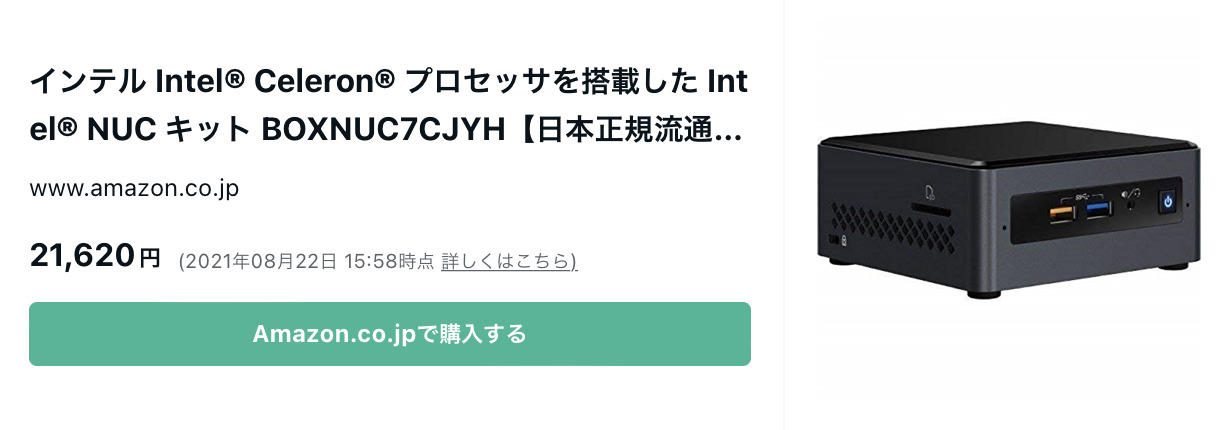 インテル Intel® Celeron® プロセッサを搭載した Int
el® NUC キット BOXNUC7CJYH【日本正規流通...
www.amazon.co.jp
21,620円 (2021年08月22日 15:58時点 詳しくはこちら)
Amazon.co.jpで購入する